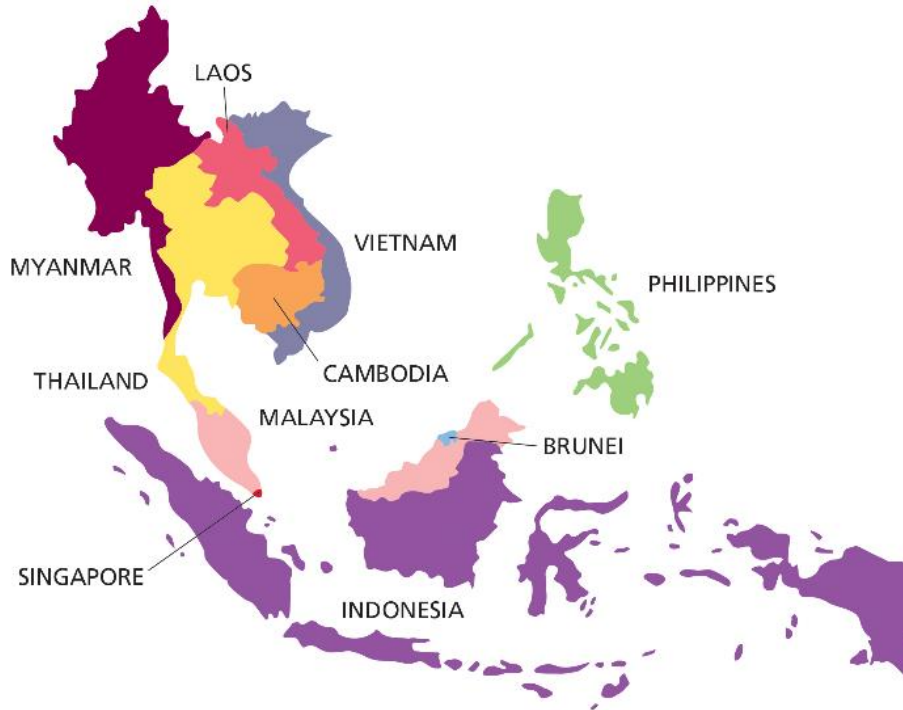 LAOS
VIETNAM
MYANMAR
PHILIPPINES
CAMBODIA
THAILAND
MALAYSIA
BRUNEI
SINGAPORE
INDONESIA